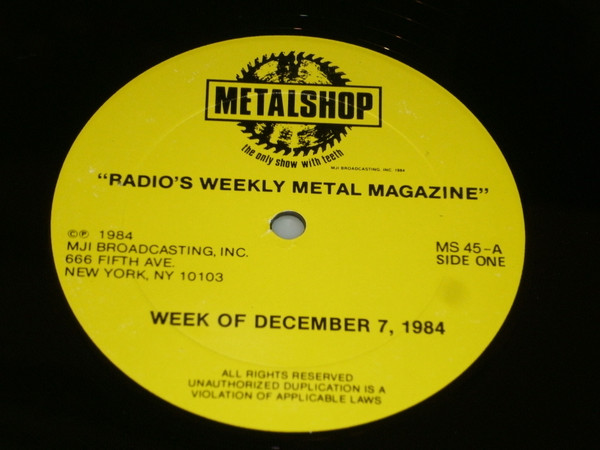 METALSHOP
the only show with teeth
MJI BROADCASTING, INC. 1984
"RADIO'S WEEKLY METAL MAGAZINE"
©℗ 1984
MJI BROADCASTING, INC.
666 FIFTH AVE.
NEW YORK, NY 10103
MS 45-A
SIDE ONE
WEEK OF DECEMBER 7, 1984
ALL RIGHTS RESERVED
UNAUTHORIZED DUPLICATION IS A
VIOLATION OF APPLICABLE LAWS